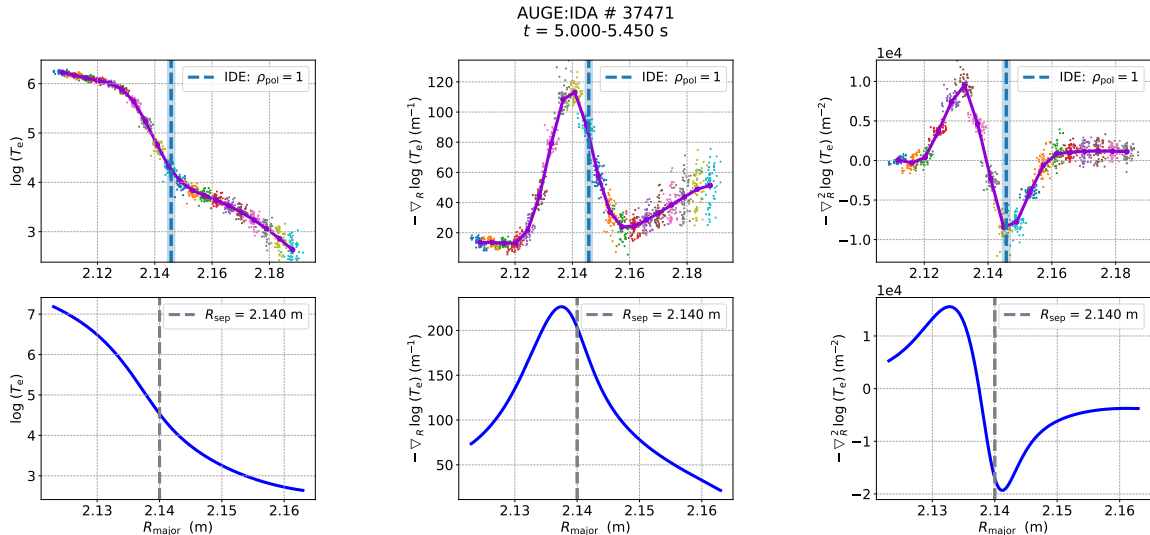 AUGE:IDA # 37471
t = 5.000-5.450 s
log (Tₑ)
6
5
4
3
2.12
2.14
2.16
2.18
IDE: ρpol = 1
− ∇R log (Tₑ) (m⁻¹)
120
100
80
60
40
20
2.12
2.14
2.16
2.18
IDE: ρpol = 1
1e4
− ∇²R log (Tₑ) (m⁻²)
1.0
0.5
0.0
−0.5
−1.0
2.12
2.14
2.16
2.18
IDE: ρpol = 1
log (Tₑ)
7
6
5
4
3
2.13
2.14
2.15
2.16
Rmajor (m)
Rsep = 2.140 m
− ∇R log (Tₑ) (m⁻¹)
200
150
100
50
2.13
2.14
2.15
2.16
Rmajor (m)
Rsep = 2.140 m
1e4
− ∇²R log (Tₑ) (m⁻²)
1
0
−1
−2
2.13
2.14
2.15
2.16
Rmajor (m)
Rsep = 2.140 m